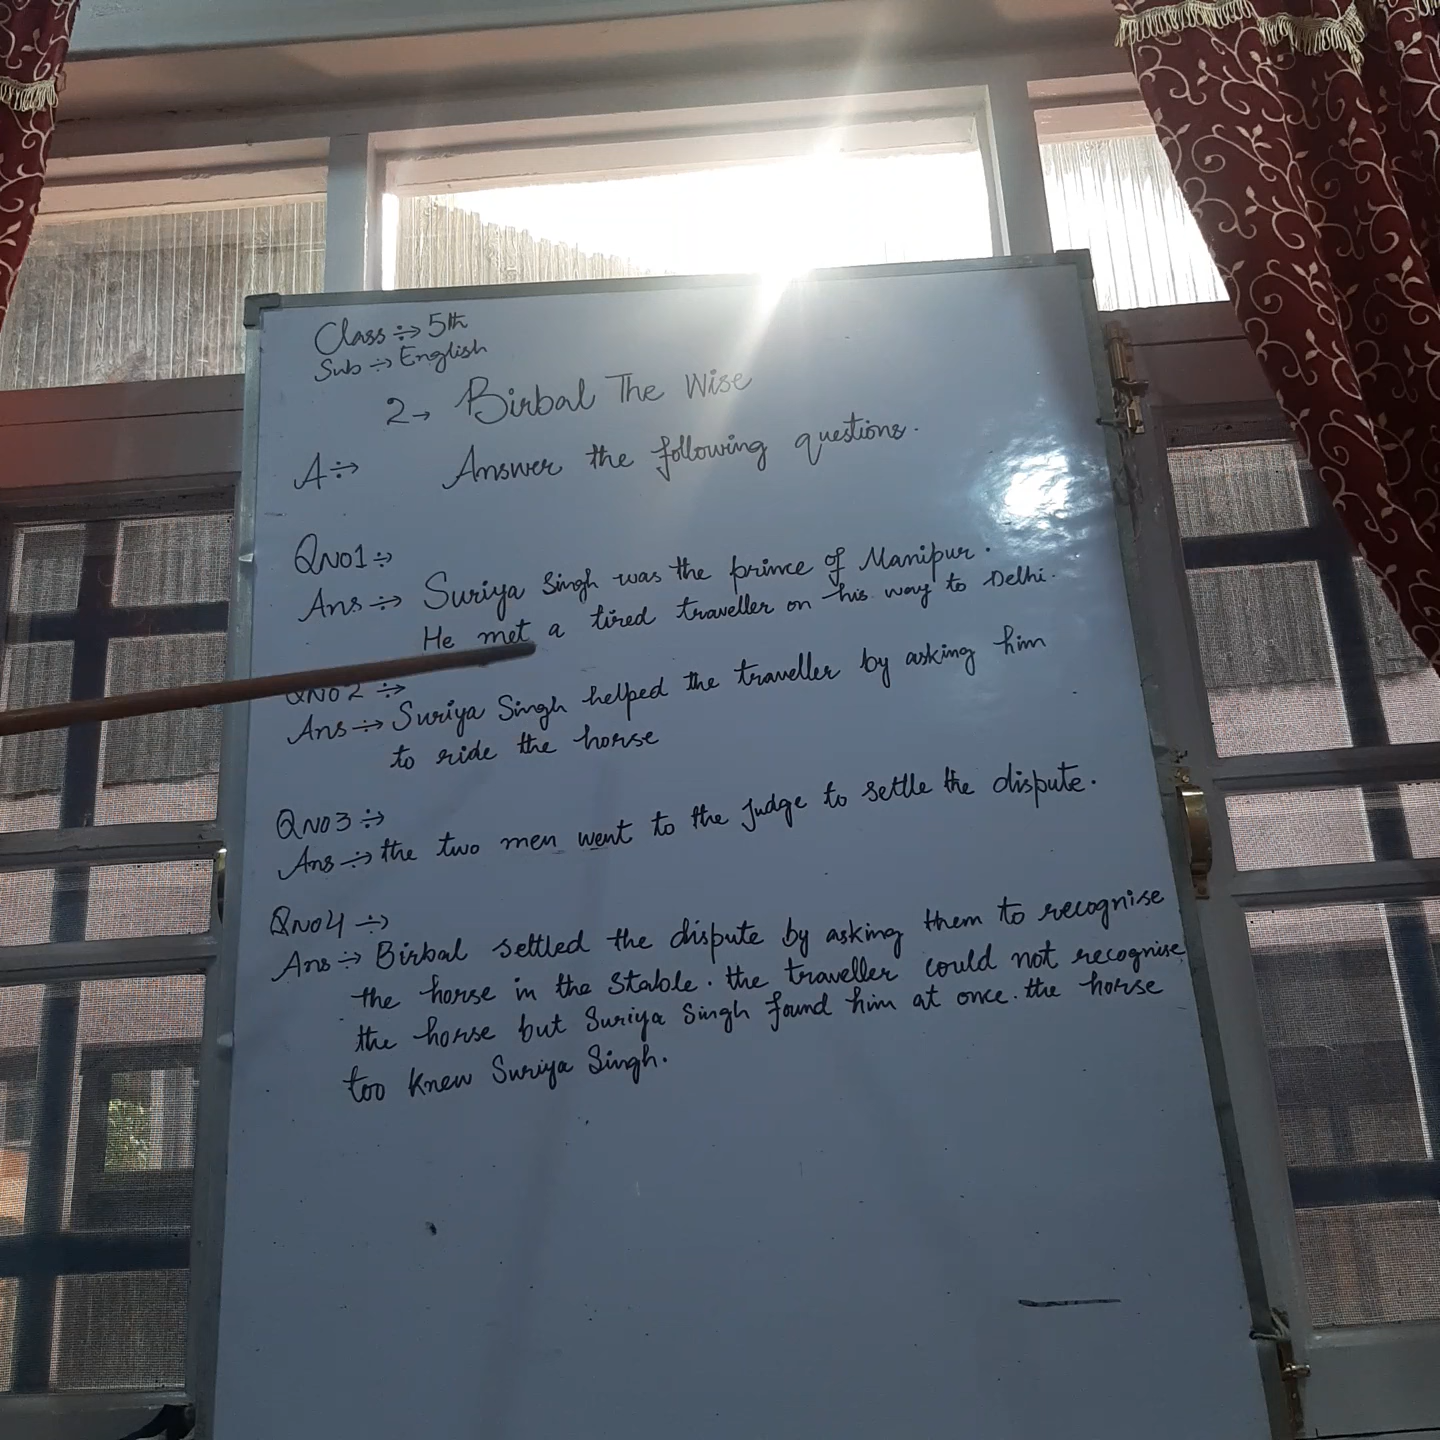 Class ÷> 5th
Sub ÷> English
2→ Birbal The Wise
A÷> Answer the following questions.
QNO1 ÷>
Ans ÷> Suriya Singh was the prince of Manipur.
He met a tired traveller on his way to Delhi.
QNO2 ÷>
Ans ÷> Suriya Singh helped the traveller by asking him
to ride the horse
QNO3 ÷>
Ans ÷> the two men went to the judge to settle the dispute.
QNO4 ÷>
Ans ÷> Birbal settled the dispute by asking them to recognise
the horse in the stable. the traveller could not recognise
the horse but Suriya Singh found him at once. the horse
too knew Suriya Singh.